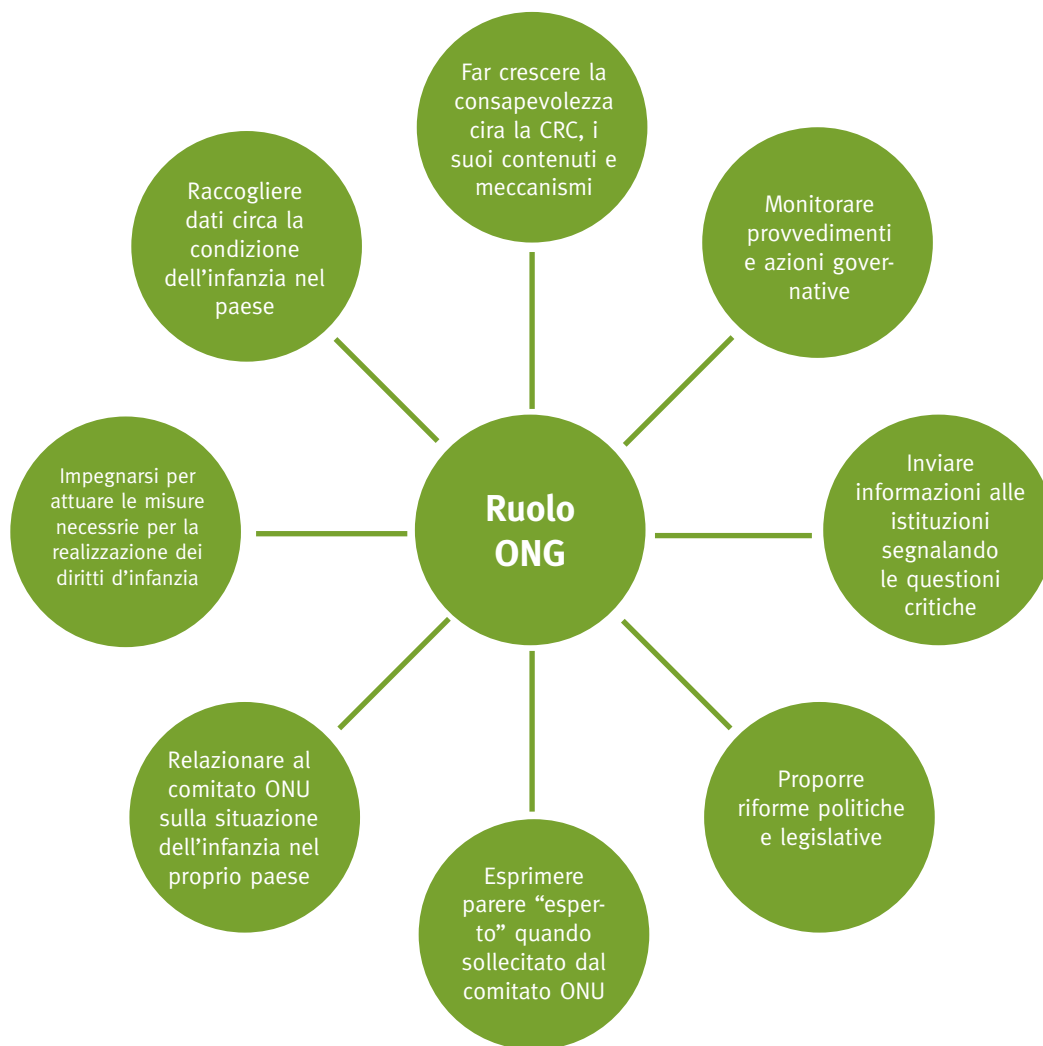 Far crescere la
consapevolezza
cira la CRC, i
suoi contenuti e
meccanismi
Monitorare
provvedimenti
e azioni gover-
native
Inviare
informazioni alle
istituzioni
segnalando
le questioni
critiche
Proporre
riforme politiche
e legislative
Esprimere
parere “esper-
to” quando
sollecitato dal
comitato ONU
Relazionare al
comitato ONU
sulla situazione
dell’infanzia nel
proprio paese
Impegnarsi per
attuare le misure
necessrie per la
realizzazione dei
diritti d’infanzia
Raccogliere
dati circa la
condizione
dell’infanzia nel
paese
Ruolo
ONG